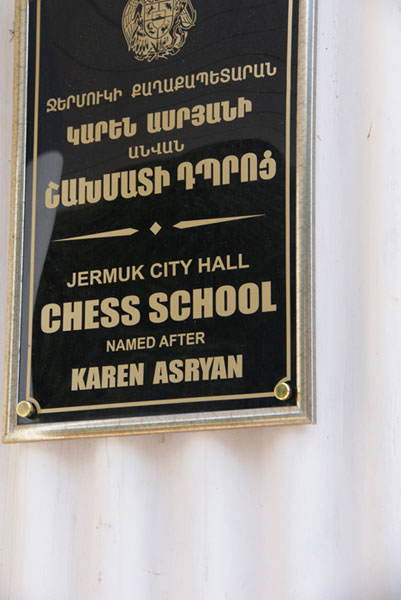 ՋԵՐՄՈՒԿԻ ՔԱՂԱՔԱՊԵՏԱՐԱՆ
ԿԱՐԵՆ ԱՍՐՅԱՆԻ
ԱՆՎԱՆ
ՇԱԽՄԱՏԻ ԴՊՐՈՑ
JERMUK CITY HALL
CHESS SCHOOL
NAMED AFTER
KAREN ASRYAN